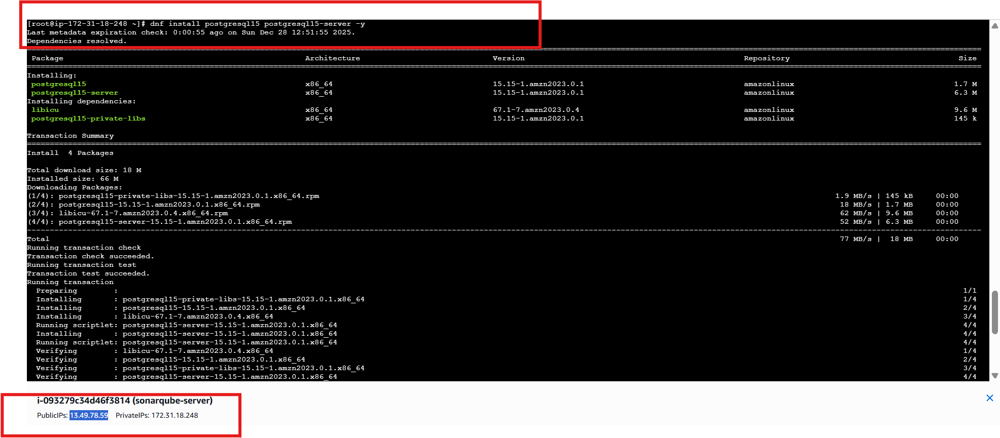 [root@ip-172-31-18-248 ~]# dnf install postgresql15 postgresql15-server -y
Last metadata expiration check: 0:00:55 ago on Sun Dec 28 12:51:55 2025.
Dependencies resolved.
================================================================================
Package Architecture Version Repository Size
================================================================================
Installing:
postgresql15 x86_64 15.15-1.amzn2023.0.1 amazonlinux 1.7 M
postgresql15-server x86_64 15.15-1.amzn2023.0.1 amazonlinux 6.3 M
Installing dependencies:
libicu x86_64 67.1-7.amzn2023.0.4 amazonlinux 9.6 M
postgresql15-private-libs x86_64 15.15-1.amzn2023.0.1 amazonlinux 145 k
Transaction Summary
================================================================================
Install 4 Packages
Total download size: 18 M
Installed size: 66 M
Downloading Packages:
(1/4): postgresql15-private-libs-15.15-1.amzn2023.0.1.x86_64.rpm 1.9 MB/s | 145 kB 00:00
(2/4): postgresql15-15.15-1.amzn2023.0.1.x86_64.rpm 18 MB/s | 1.7 MB 00:00
(3/4): libicu-67.1-7.amzn2023.0.4.x86_64.rpm 62 MB/s | 9.6 MB 00:00
(4/4): postgresql15-server-15.15-1.amzn2023.0.1.x86_64.rpm 52 MB/s | 6.3 MB 00:00
--------------------------------------------------------------------------------
Total 77 MB/s | 18 MB 00:00
Running transaction check
Transaction check succeeded.
Running transaction test
Transaction test succeeded.
Running transaction
Preparing : 1/1
Installing : postgresql15-private-libs-15.15-1.amzn2023.0.1.x86_64 1/4
Installing : postgresql15-15.15-1.amzn2023.0.1.x86_64 2/4
Installing : libicu-67.1-7.amzn2023.0.4.x86_64 3/4
Running scriptlet: postgresql15-server-15.15-1.amzn2023.0.1.x86_64 4/4
Installing : postgresql15-server-15.15-1.amzn2023.0.1.x86_64 4/4
Running scriptlet: postgresql15-server-15.15-1.amzn2023.0.1.x86_64 4/4
Verifying : libicu-67.1-7.amzn2023.0.4.x86_64 1/4
Verifying : postgresql15-15.15-1.amzn2023.0.1.x86_64 2/4
Verifying : postgresql15-private-libs-15.15-1.amzn2023.0.1.x86_64 3/4
Verifying : postgresql15-server-15.15-1.amzn2023.0.1.x86_64 4/4
i-093279c34d46f3814 (sonarqube-server)
PublicIPs: 13.49.78.59 PrivateIPs: 172.31.18.248